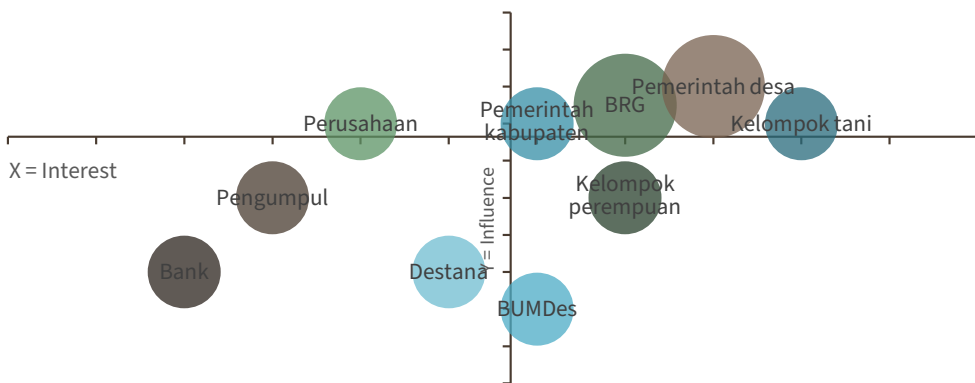 Pemerintah desa
BRG
Perusahaan
Pemerintah
kabupaten
Kelompok tani
X = Interest
Pengumpul
Kelompok
perempuan
Y = Influence
Bank
Destana
BUMDes